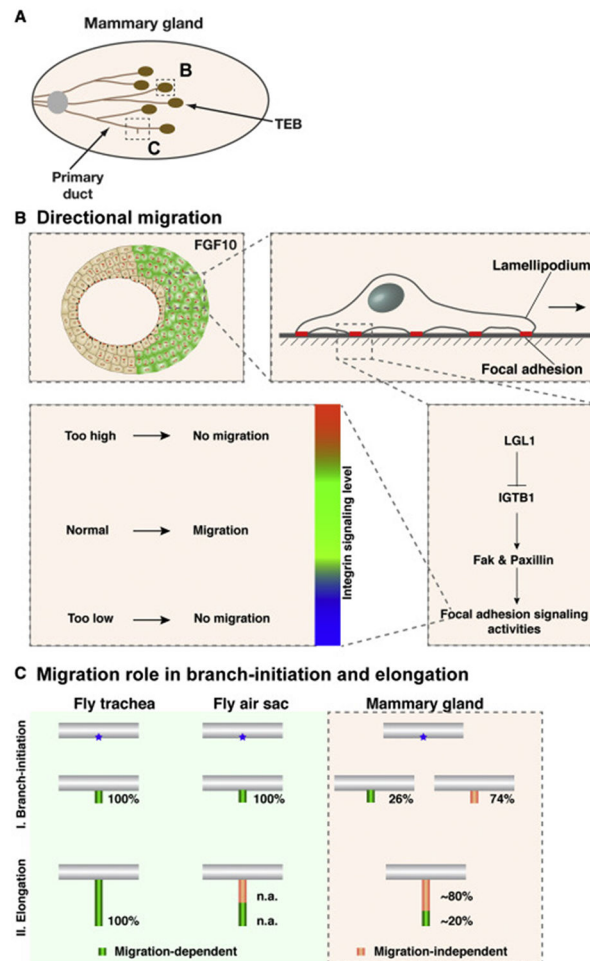 A
Mammary gland
B
TEB
C
Primary
duct
B Directional migration
FGF10
Lamellipodium
Focal adhesion
Too high
No migration
Normal
Migration
Too low
No migration
Integrin signaling level
LGL1
IGTB1
Fak & Paxillin
Focal adhesion signaling
activities
C Migration role in branch-initiation and elongation
Fly trachea Fly air sac Mammary gland
I. Branch-initiation
100% 100% 26% 74%
II. Elongation
n.a. ~80%
100% n.a. ~20%
Migration-dependent Migration-independent